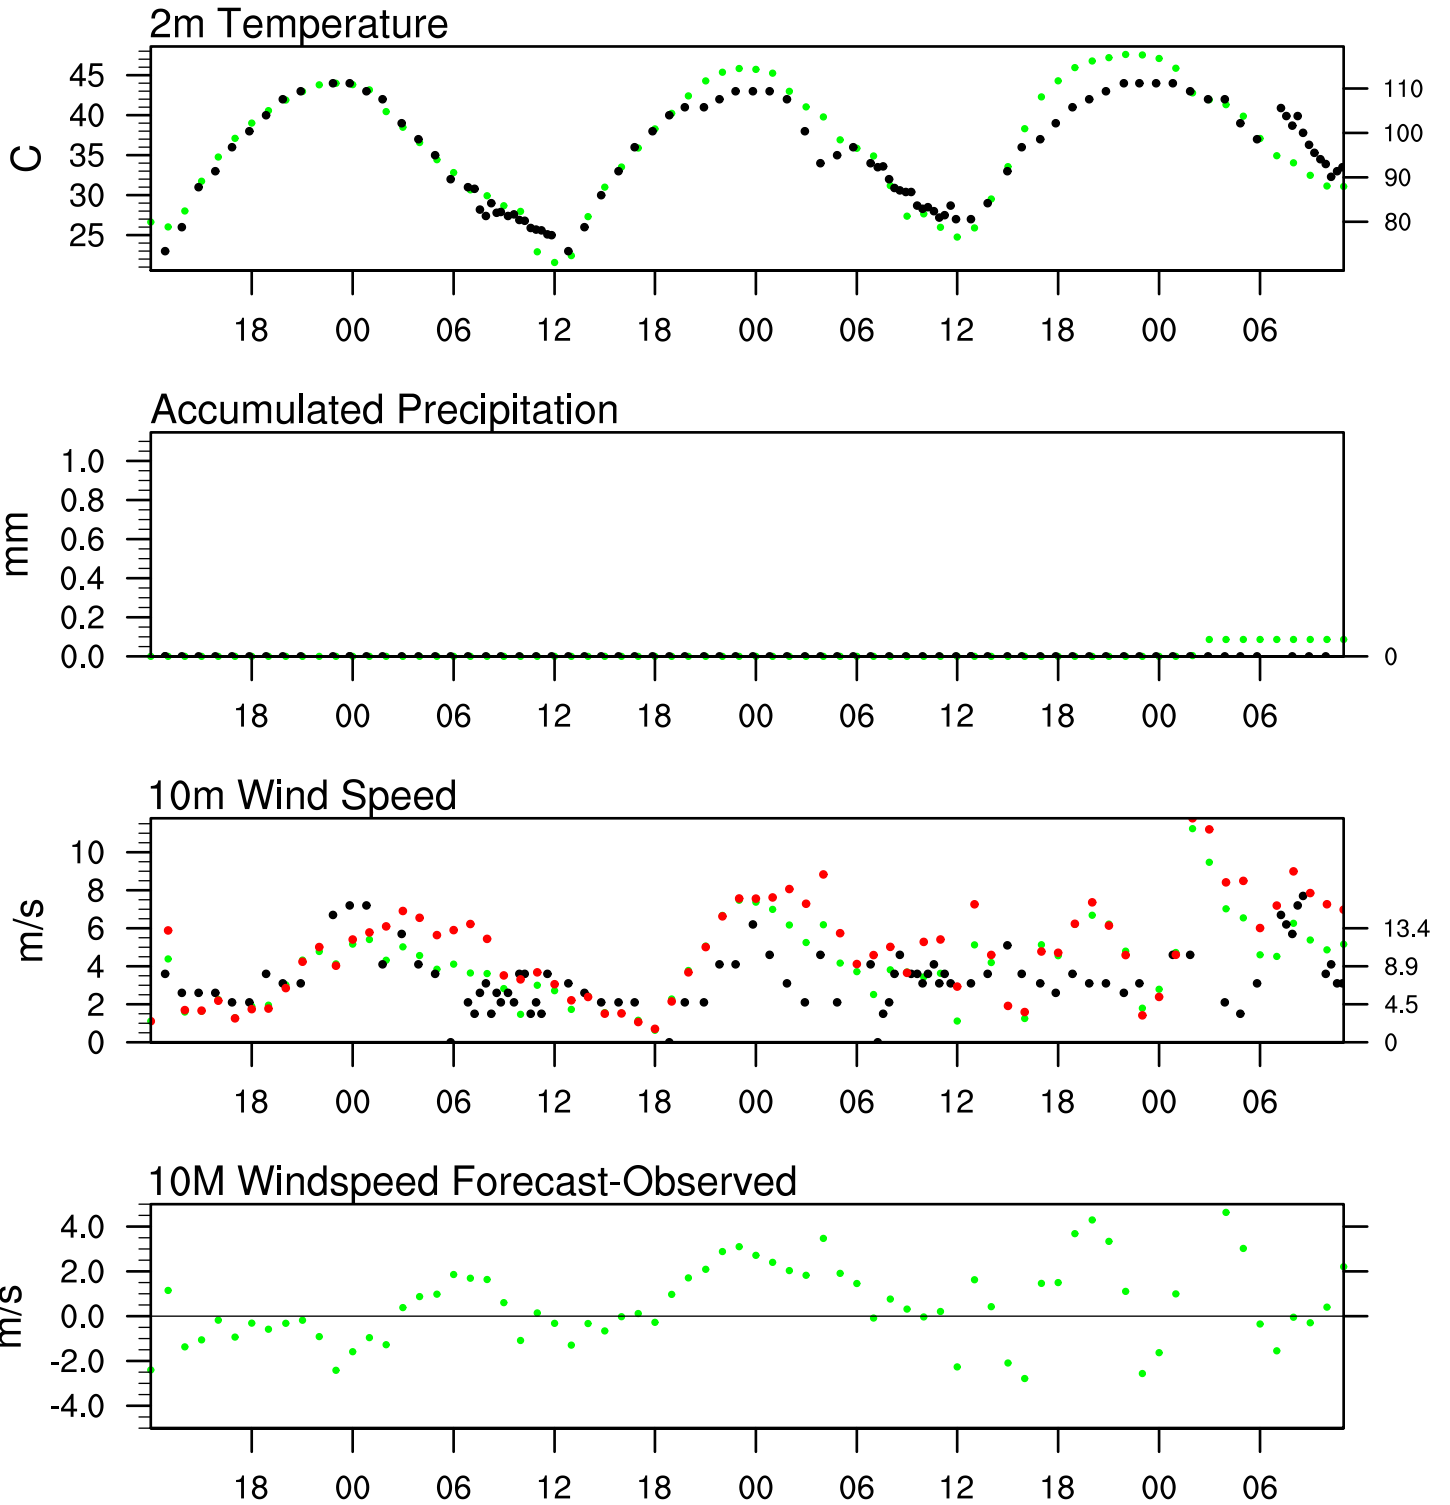 2m Temperature
45
40
35
30
25
C
110
100
90
80
18 00 06 12 18 00 06 12 18 00 06
Accumulated Precipitation
1.0
0.8
0.6
0.4
0.2
0.0
mm
0
18 00 06 12 18 00 06 12 18 00 06
10m Wind Speed
10
8
6
4
2
0
m/s
13.4
8.9
4.5
0
18 00 06 12 18 00 06 12 18 00 06
10M Windspeed Forecast-Observed
4.0
2.0
0.0
-2.0
-4.0
m/s
18 00 06 12 18 00 06 12 18 00 06